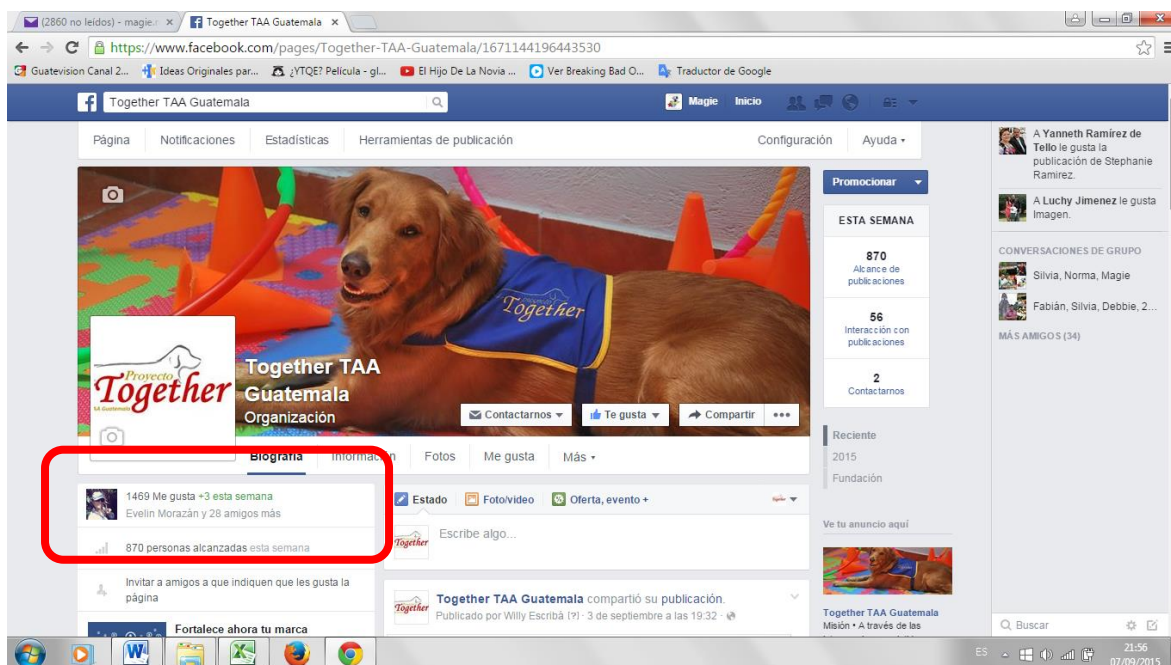 (2860 no leídos) - magie.r
Together TAA Guatemala
https://www.facebook.com/pages/Together-TAA-Guatemala/1671144196443530
Guatevision Canal 2...
Ideas Originales par...
¿YTQE? Película - gl...
El Hijo De La Novia ...
Ver Breaking Bad O...
Traductor de Google
Together TAA Guatemala
Magie
Inicio
Página
Notificaciones
Estadísticas
Herramientas de publicación
Configuración
Ayuda
Promocionar
ESTA SEMANA
870
Alcance de
publicaciones
56
Interacción con
publicaciones
2
Contactarnos
Together
Proyecto
Together
Together TAA
Guatemala
Organización
Contactarnos
Te gusta
Compartir
Biografía
Información
Fotos
Me gusta
Más
Reciente
2015
Fundación
1469 Me gusta +3 esta semana
Evelin Morazán y 28 amigos más
870 personas alcanzadas esta semana
Invitar a amigos a que indiquen que les gusta la
página
Fortalece ahora tu marca
Estado
Foto/video
Oferta, evento +
Together
Escribe algo...
Together
Together TAA Guatemala compartió su publicación.
Publicado por Willy Escribá [?] · 3 de septiembre a las 19:32 ·
Ve tu anuncio aquí
Together TAA Guatemala
Misión • A través de las
A Yanneth Ramírez de
Tello le gusta la
publicación de Stephanie
Ramirez.
A Luchy Jimenez le gusta
Imagen.
CONVERSACIONES DE GRUPO
Silvia, Norma, Magie
Fabián, Silvia, Debbie, 2...
MÁS AMIGOS (34)
Buscar
ES
21:56
07/09/2015